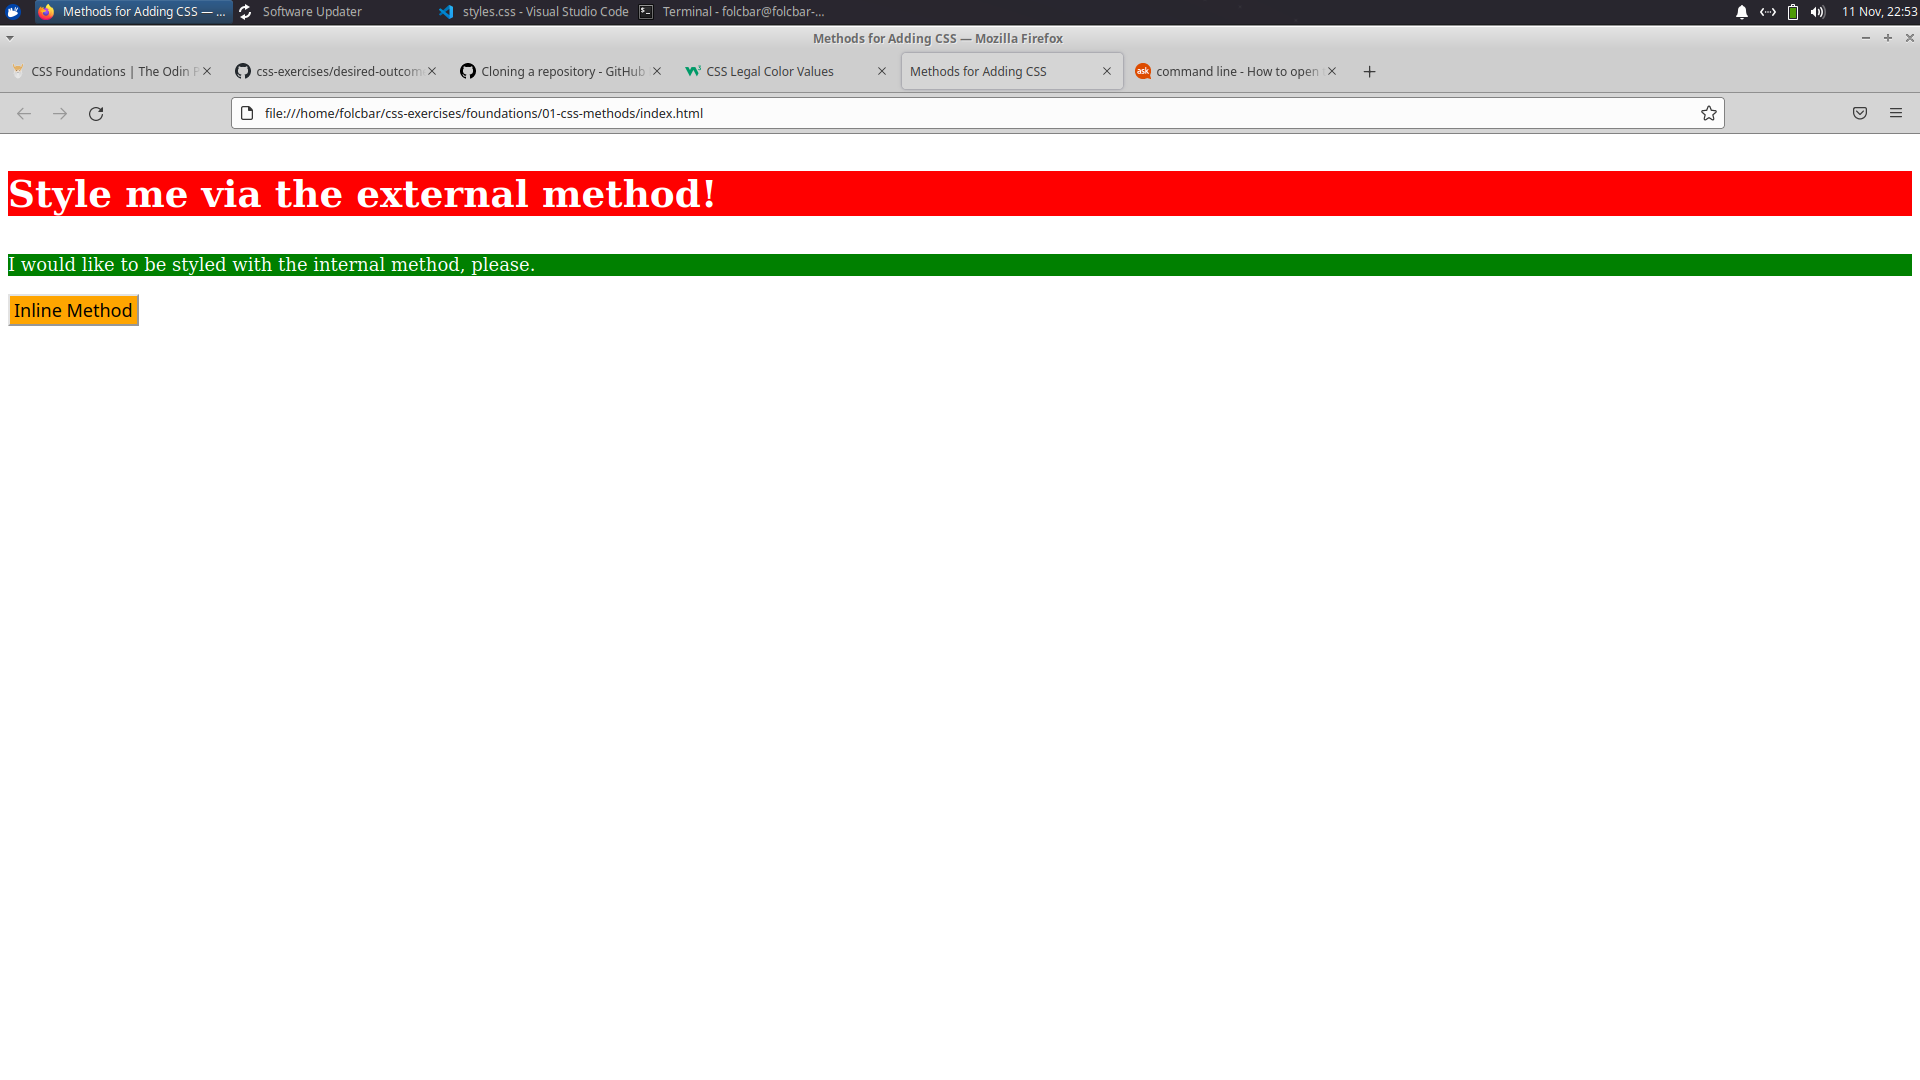 Methods for Adding CSS — ...
Software Updater
styles.css - Visual Studio Code
Terminal - folcbar@folcbar-...
11 Nov, 22:53
Methods for Adding CSS — Mozilla Firefox
CSS Foundations | The Odin P
css-exercises/desired-outcom
Cloning a repository - GitHub
CSS Legal Color Values
Methods for Adding CSS
ask
command line - How to open
file:///home/folcbar/css-exercises/foundations/01-css-methods/index.html
Style me via the external method!
I would like to be styled with the internal method, please.
Inline Method